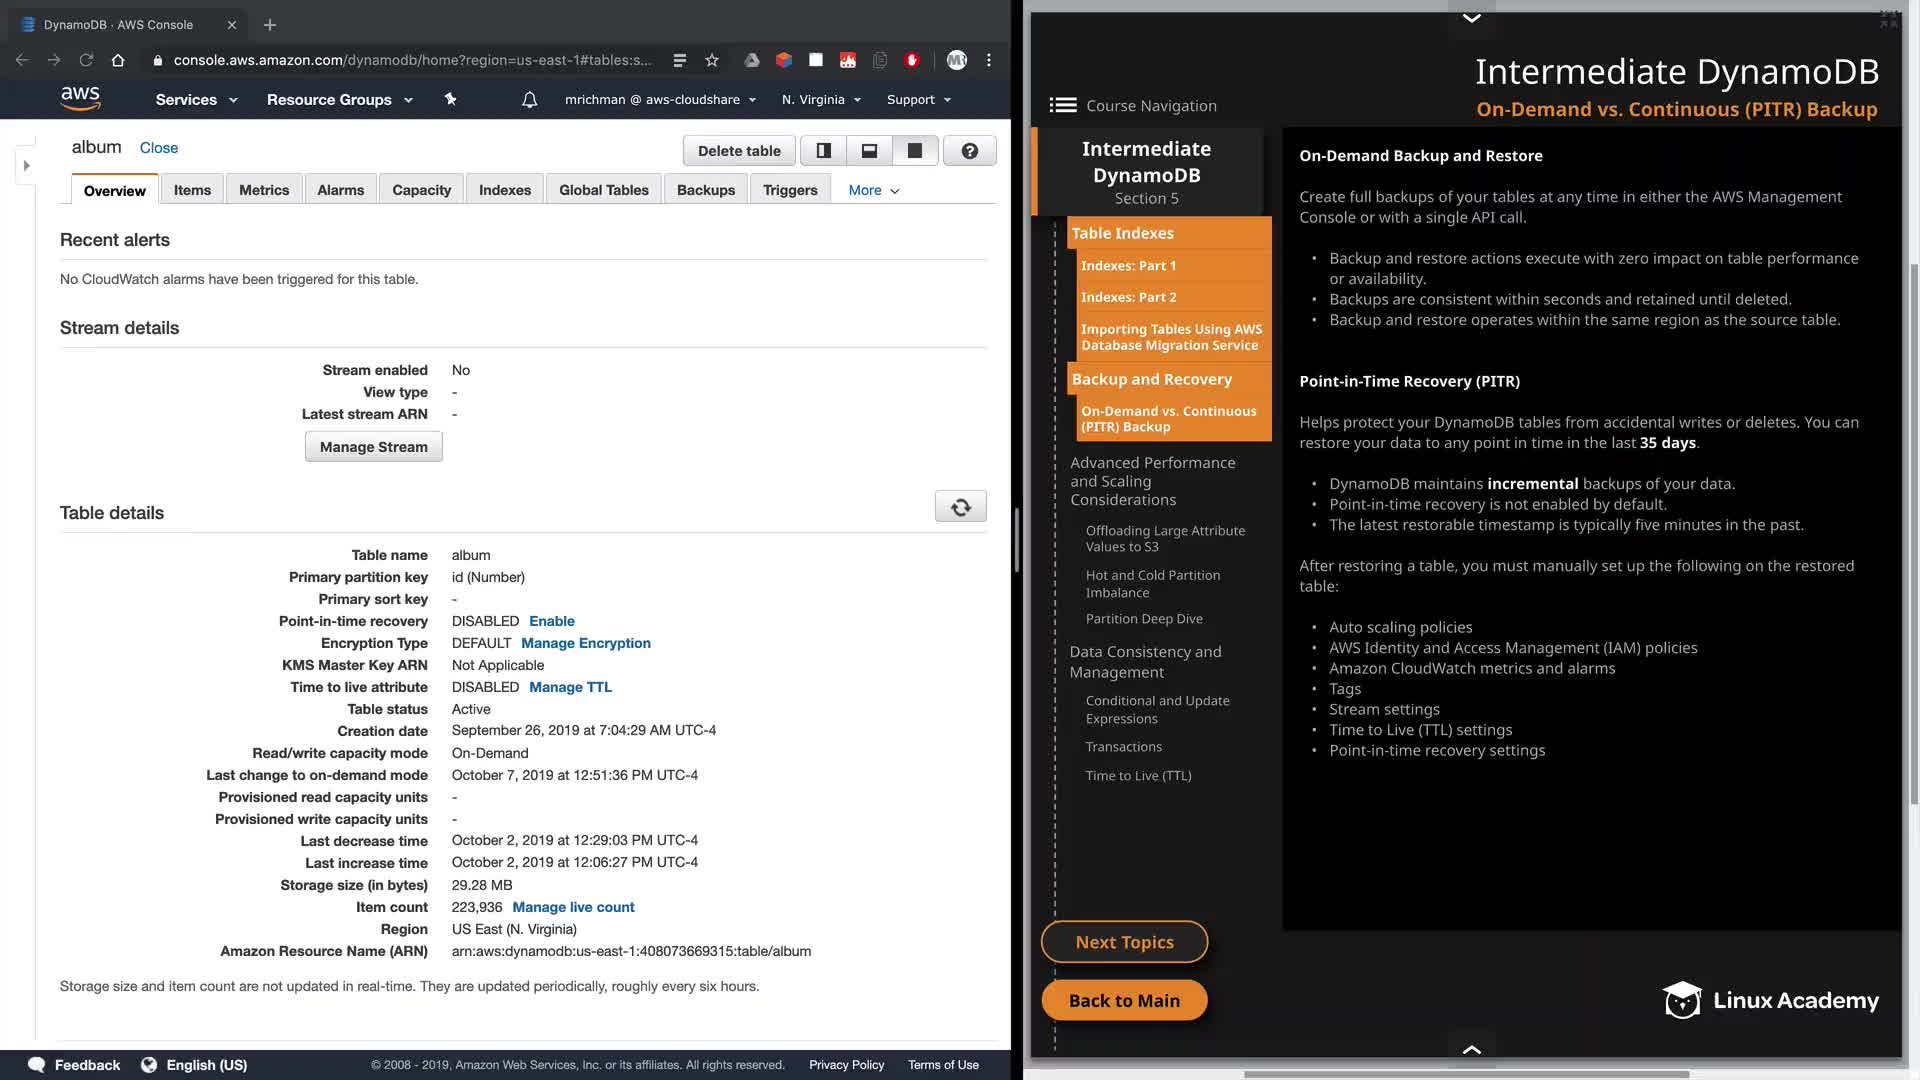 DynamoDB · AWS Console
console.aws.amazon.com/dynamodb/home?region=us-east-1#tables:s...
aws
Services
Resource Groups
mrichman @ aws-cloudshare
N. Virginia
Support
album
Close
Delete table
Overview
Items
Metrics
Alarms
Capacity
Indexes
Global Tables
Backups
Triggers
More
Recent alerts
No CloudWatch alarms have been triggered for this table.
Stream details
Stream enabled No
View type -
Latest stream ARN -
Manage Stream
Table details
Table name album
Primary partition key id (Number)
Primary sort key -
Point-in-time recovery DISABLED Enable
Encryption Type DEFAULT Manage Encryption
KMS Master Key ARN Not Applicable
Time to live attribute DISABLED Manage TTL
Table status Active
Creation date September 26, 2019 at 7:04:29 AM UTC-4
Read/write capacity mode On-Demand
Last change to on-demand mode October 7, 2019 at 12:51:36 PM UTC-4
Provisioned read capacity units -
Provisioned write capacity units -
Last decrease time October 2, 2019 at 12:29:03 PM UTC-4
Last increase time October 2, 2019 at 12:06:27 PM UTC-4
Storage size (in bytes) 29.28 MB
Item count 223,936 Manage live count
Region US East (N. Virginia)
Amazon Resource Name (ARN) arn:aws:dynamodb:us-east-1:408073669315:table/album
Storage size and item count are not updated in real-time. They are updated periodically, roughly every six hours.
Feedback
English (US)
© 2008 - 2019, Amazon Web Services, Inc. or its affiliates. All rights reserved.
Privacy Policy
Terms of Use
Intermediate DynamoDB
On-Demand vs. Continuous (PITR) Backup
Course Navigation
Intermediate
DynamoDB
Section 5
Table Indexes
Indexes: Part 1
Indexes: Part 2
Importing Tables Using AWS
Database Migration Service
Backup and Recovery
On-Demand vs. Continuous
(PITR) Backup
Advanced Performance
and Scaling
Considerations
Offloading Large Attribute
Values to S3
Hot and Cold Partition
Imbalance
Partition Deep Dive
Data Consistency and
Management
Conditional and Update
Expressions
Transactions
Time to Live (TTL)
Next Topics
Back to Main
On-Demand Backup and Restore
Create full backups of your tables at any time in either the AWS Management
Console or with a single API call.
• Backup and restore actions execute with zero impact on table performance
or availability.
• Backups are consistent within seconds and retained until deleted.
• Backup and restore operates within the same region as the source table.
Point-in-Time Recovery (PITR)
Helps protect your DynamoDB tables from accidental writes or deletes. You can
restore your data to any point in time in the last 35 days.
• DynamoDB maintains incremental backups of your data.
• Point-in-time recovery is not enabled by default.
• The latest restorable timestamp is typically five minutes in the past.
After restoring a table, you must manually set up the following on the restored
table:
• Auto scaling policies
• AWS Identity and Access Management (IAM) policies
• Amazon CloudWatch metrics and alarms
• Tags
• Stream settings
• Time to Live (TTL) settings
• Point-in-time recovery settings
Linux Academy